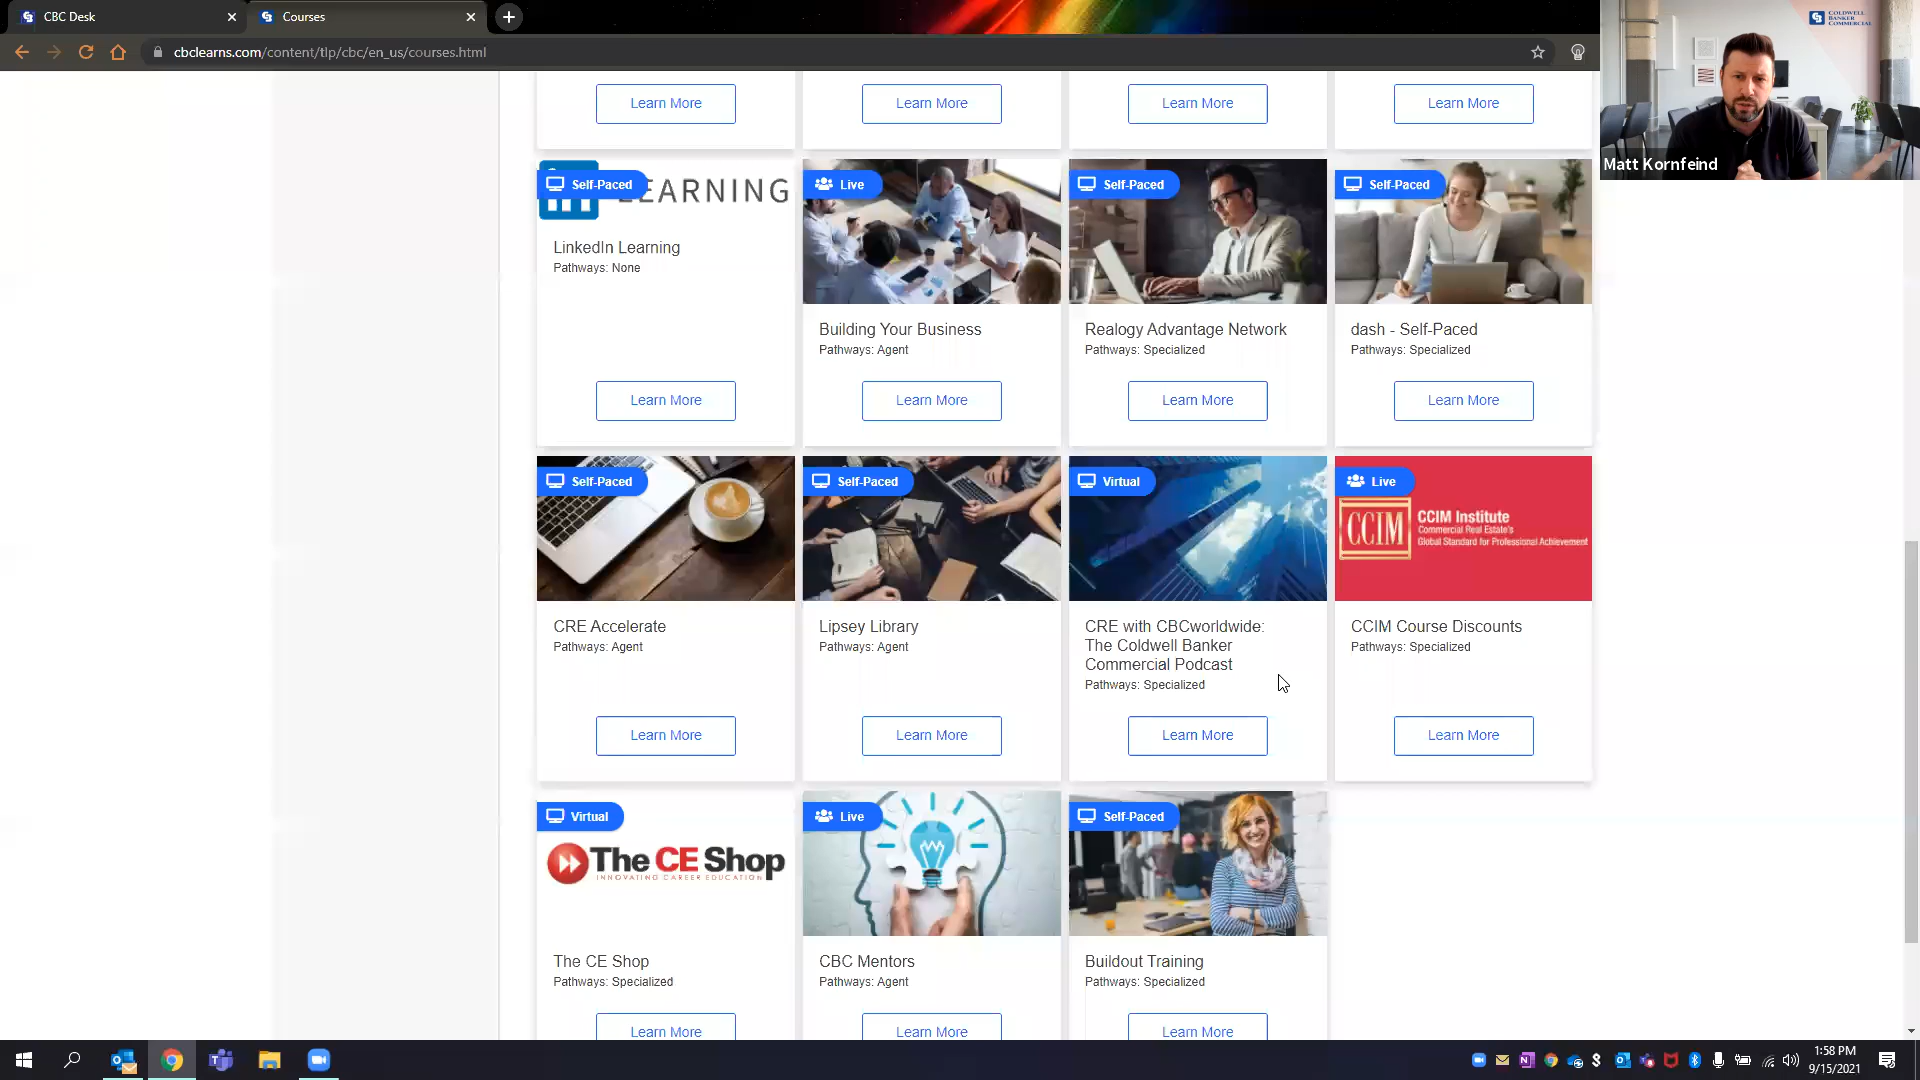 CBC Desk
Courses
cbclearns.com/content/tlp/cbc/en_us/courses.html
COLDWELL
BANKER
COMMERCIAL
Matt Kornfeind
Learn More
Learn More
Learn More
Learn More
Self-Paced
LEARNING
LinkedIn Learning
Pathways: None
Learn More
Live
Building Your Business
Pathways: Agent
Learn More
Self-Paced
Realogy Advantage Network
Pathways: Specialized
Learn More
Self-Paced
dash - Self-Paced
Pathways: Specialized
Learn More
Self-Paced
CRE Accelerate
Pathways: Agent
Learn More
Self-Paced
Lipsey Library
Pathways: Agent
Learn More
Virtual
CRE with CBCworldwide:
The Coldwell Banker
Commercial Podcast
Pathways: Specialized
Learn More
Live
CCIM
CCIM Institute
Commercial Real Estate's
Global Standard for Professional Achievement
CCIM Course Discounts
Pathways: Specialized
Learn More
Virtual
The CE Shop
INNOVATING CAREER EDUCATION
The CE Shop
Pathways: Specialized
Learn More
Live
CBC Mentors
Pathways: Agent
Learn More
Self-Paced
Buildout Training
Pathways: Specialized
Learn More
1:58 PM
9/15/2021